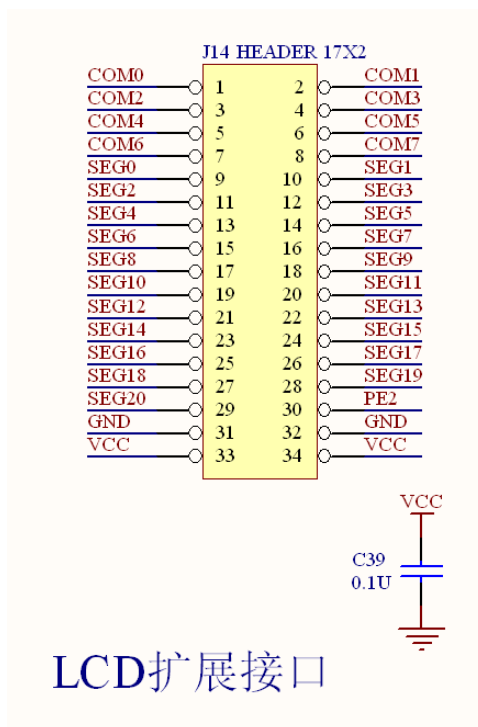 J14 HEADER 17X2
COM0 1 2 COM1
COM2 3 4 COM3
COM4 5 6 COM5
COM6 7 8 COM7
SEG0 9 10 SEG1
SEG2 11 12 SEG3
SEG4 13 14 SEG5
SEG6 15 16 SEG7
SEG8 17 18 SEG9
SEG10 19 20 SEG11
SEG12 21 22 SEG13
SEG14 23 24 SEG15
SEG16 25 26 SEG17
SEG18 27 28 SEG19
SEG20 29 30 PE2
GND 31 32 GND
VCC 33 34 VCC
VCC
C39
0.1U
LCD扩展接口